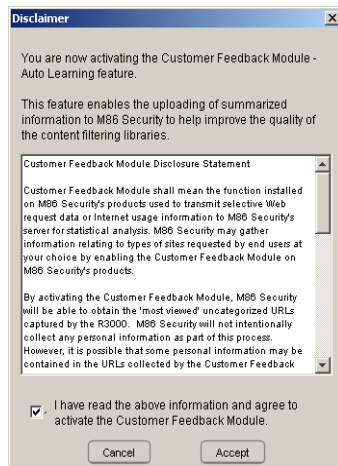 Disclaimer
You are now activating the Customer Feedback Module -
Auto Learning feature.
This feature enables the uploading of summarized
information to M86 Security to help improve the quality of
the content filtering libraries.
Customer Feedback Module Disclosure Statement
Customer Feedback Module shall mean the function installed
on M86 Security's products used to transmit selective Web
request data or Internet usage information to M86 Security's
server for statistical analysis. M86 Security may gather
information relating to types of sites requested by end users at
your choice by enabling the Customer Feedback Module on
M86 Security's products.
By activating the Customer Feedback Module, M86 Security
will be able to obtain the 'most viewed' uncategorized URLs
captured by the R3000. M86 Security will not intentionally
collect any personal information as part of this process.
However, it is possible that some personal information may be
contained in the URLs collected by the Customer Feedback
I have read the above information and agree to
activate the Customer Feedback Module.
Cancel Accept